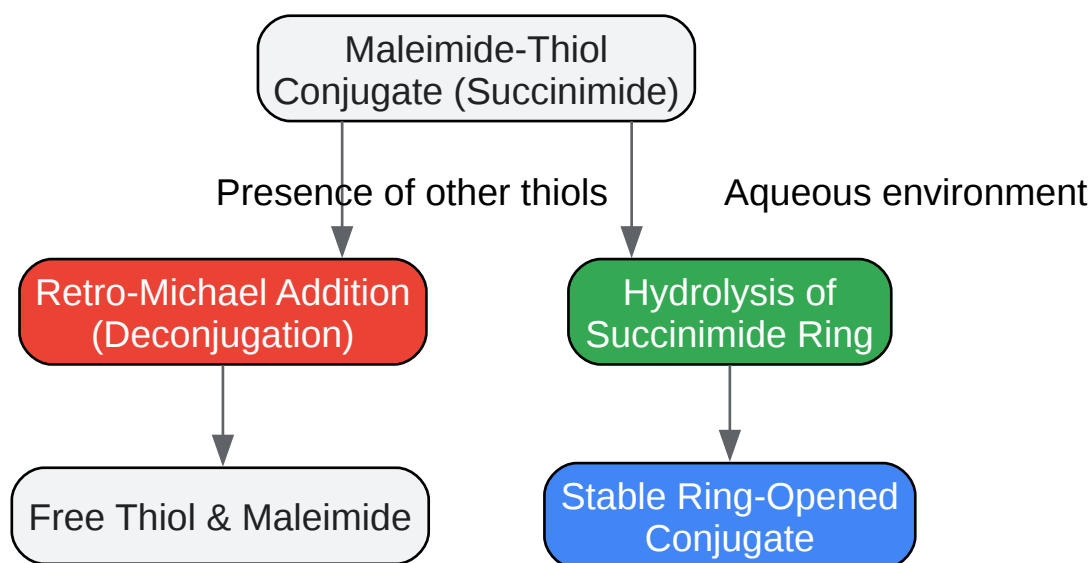 Maleimide-Thiol
Conjugate (Succinimide)
Presence of other thiols
Aqueous environment
Retro-Michael Addition
(Deconjugation)
Hydrolysis of
Succinimide Ring
Free Thiol & Maleimide
Stable Ring-Opened
Conjugate